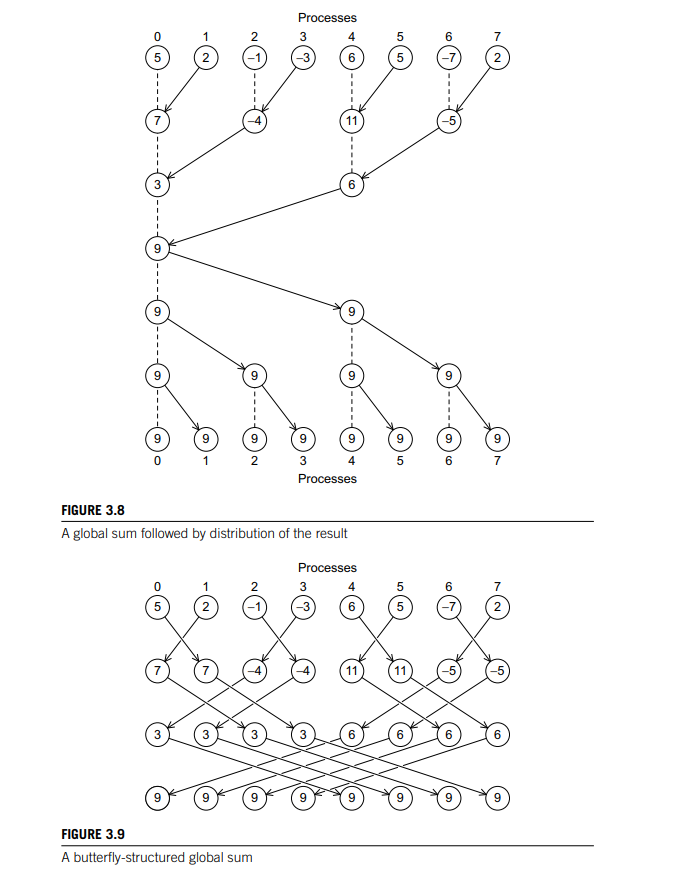 Processes
0 1 2 3 4 5 6 7
5 2 −1 −3 6 5 −7 2
7 −4 11 −5
3 6
9
9 9
9 9 9 9
9 9 9 9 9 9 9 9
0 1 2 3 4 5 6 7
Processes
FIGURE 3.8
A global sum followed by distribution of the result
Processes
0 1 2 3 4 5 6 7
5 2 −1 −3 6 5 −7 2
7 7 −4 −4 11 11 −5 −5
3 3 3 3 6 6 6 6
9 9 9 9 9 9 9 9
FIGURE 3.9
A butterfly-structured global sum